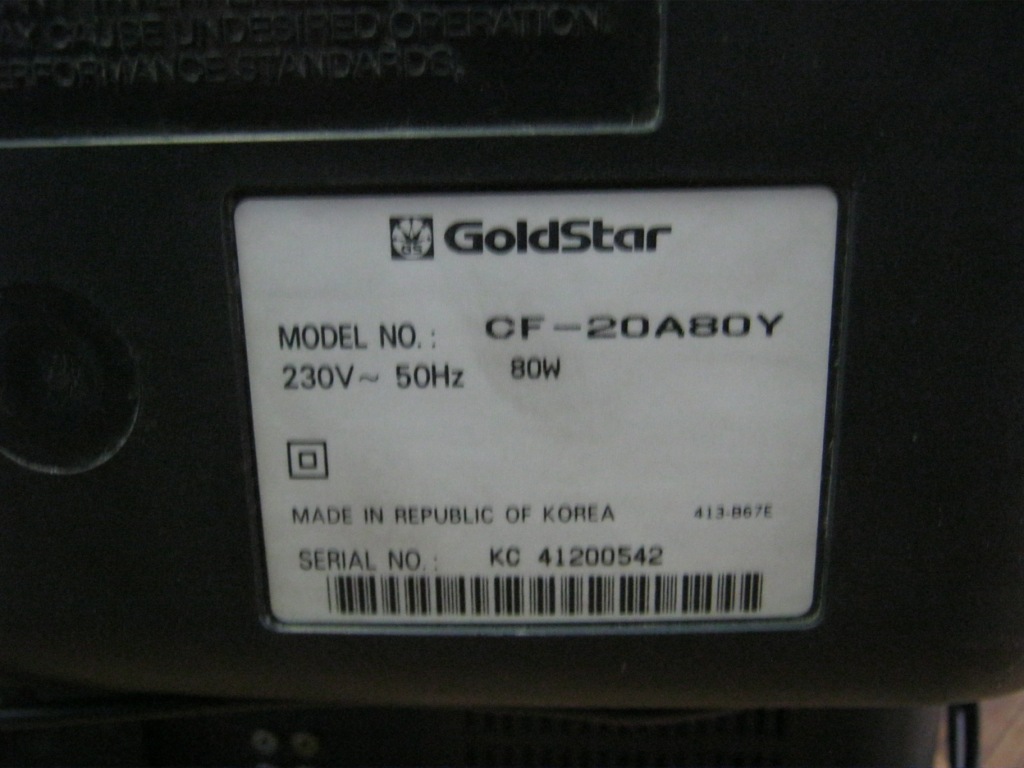 MAY CAUSE UNDESIRED OPERATION
PERFORMANCE STANDARDS.
GS GoldStar
MODEL NO.: CF-20A80Y
230V~ 50Hz 80W
MADE IN REPUBLIC OF KOREA 413-B67E
SERIAL NO.: KC 41200542